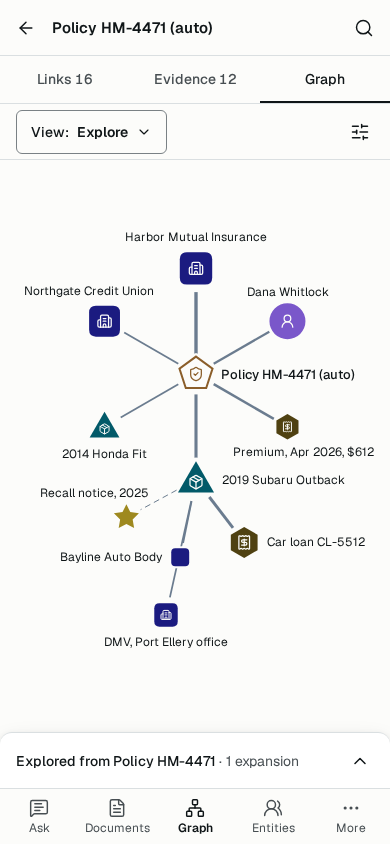 Policy HM-4471 (auto)
Links 16
Evidence 12
Graph
View: Explore
Harbor Mutual Insurance
Northgate Credit Union
Dana Whitlock
Policy HM-4471 (auto)
2014 Honda Fit
Premium, Apr 2026, $612
2019 Subaru Outback
Recall notice, 2025
Car loan CL-5512
Bayline Auto Body
DMV, Port Ellery office
Explored from Policy HM-4471 · 1 expansion
Ask
Documents
Graph
Entities
More